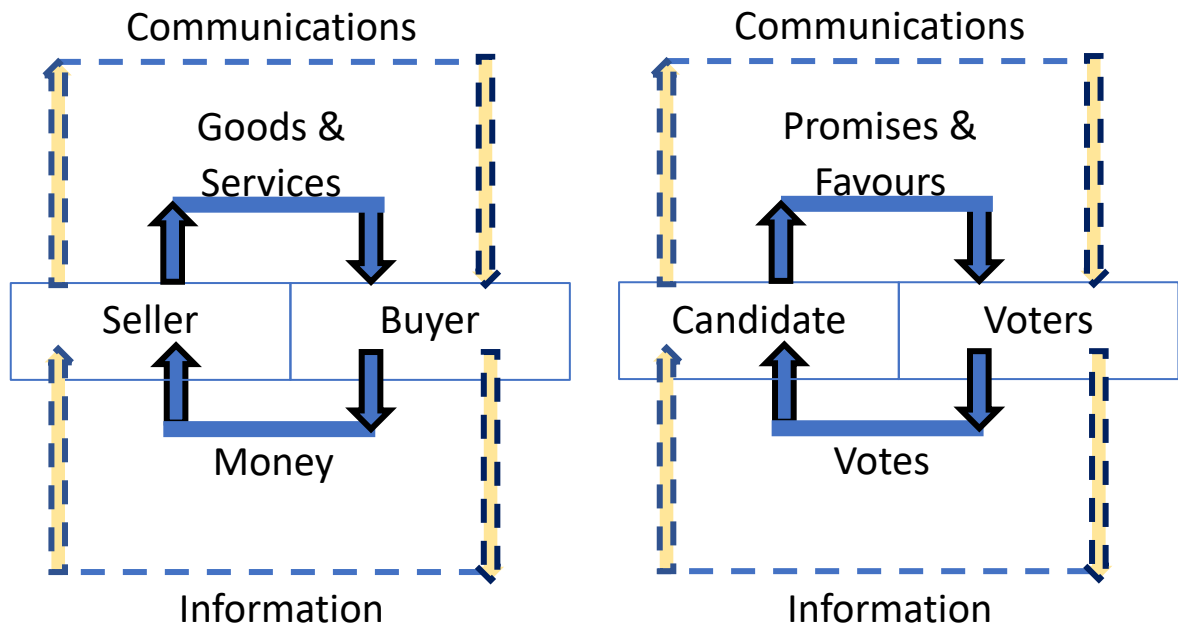 Communications
Goods &
Services
Seller
Buyer
Money
Information
Communications
Promises &
Favours
Candidate
Voters
Votes
Information